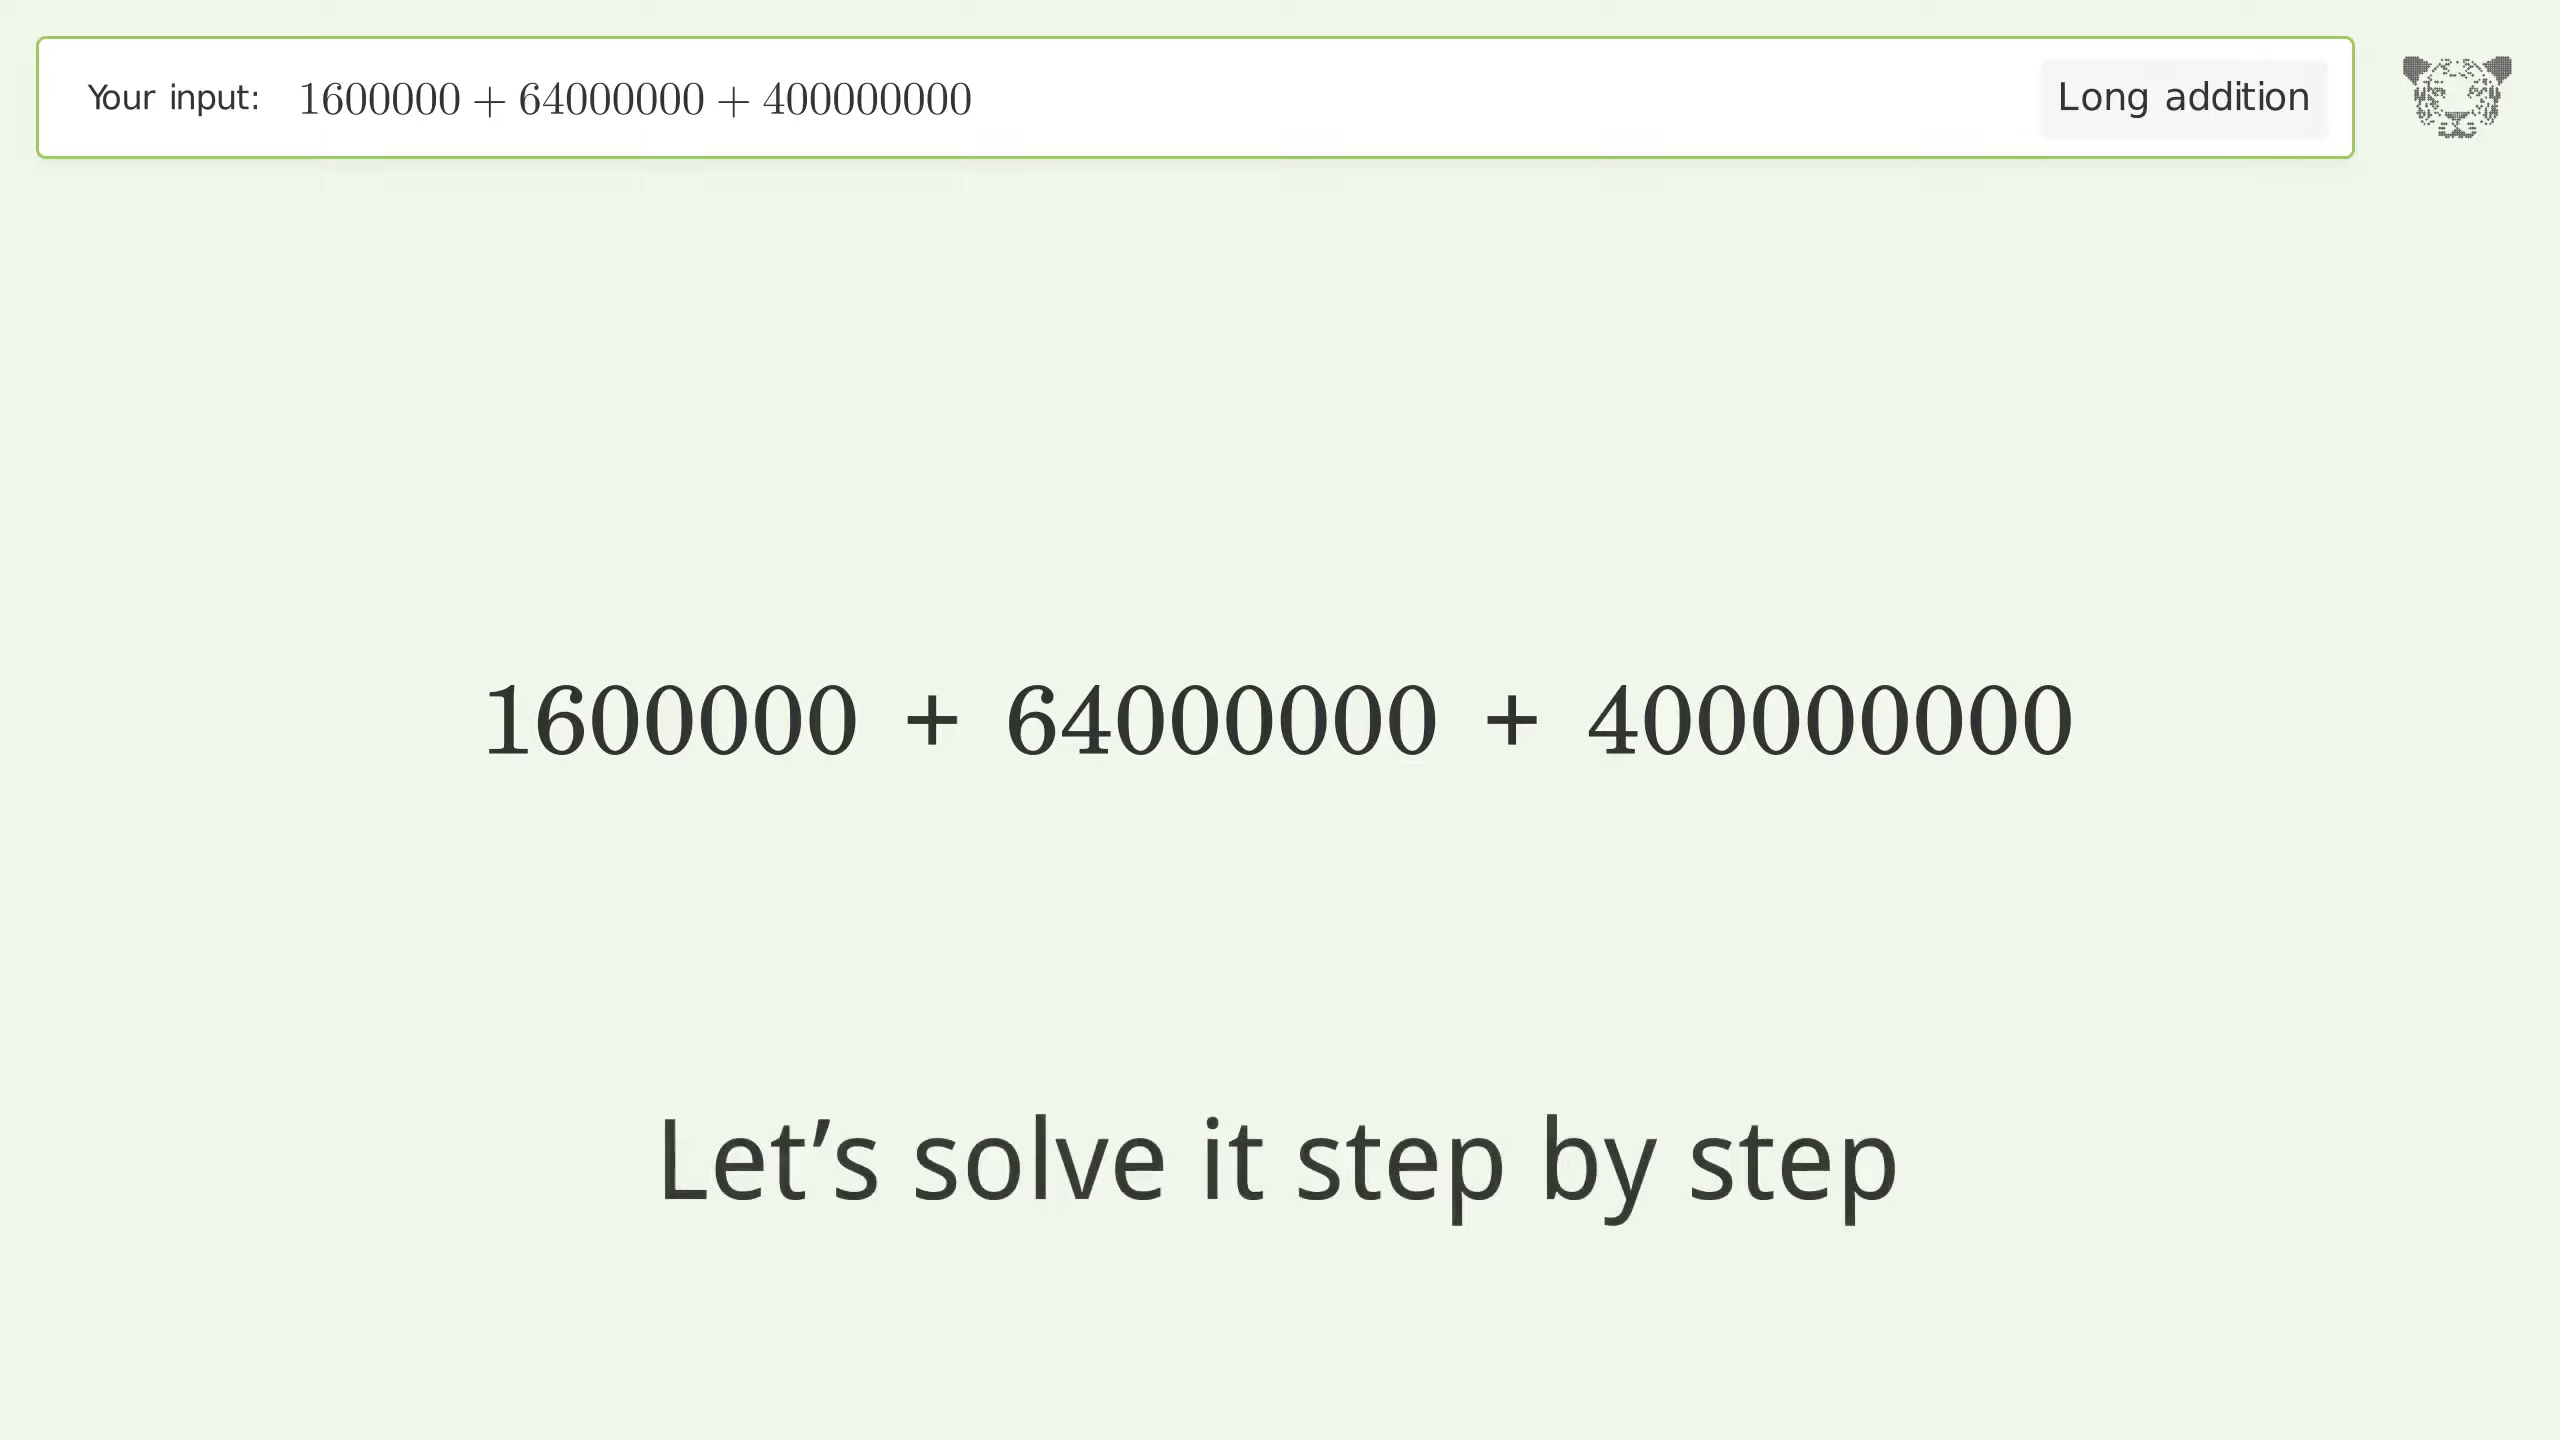 Your input: 1600000 + 64000000 + 400000000
Long addition
1600000 + 64000000 + 400000000
Let’s solve it step by step